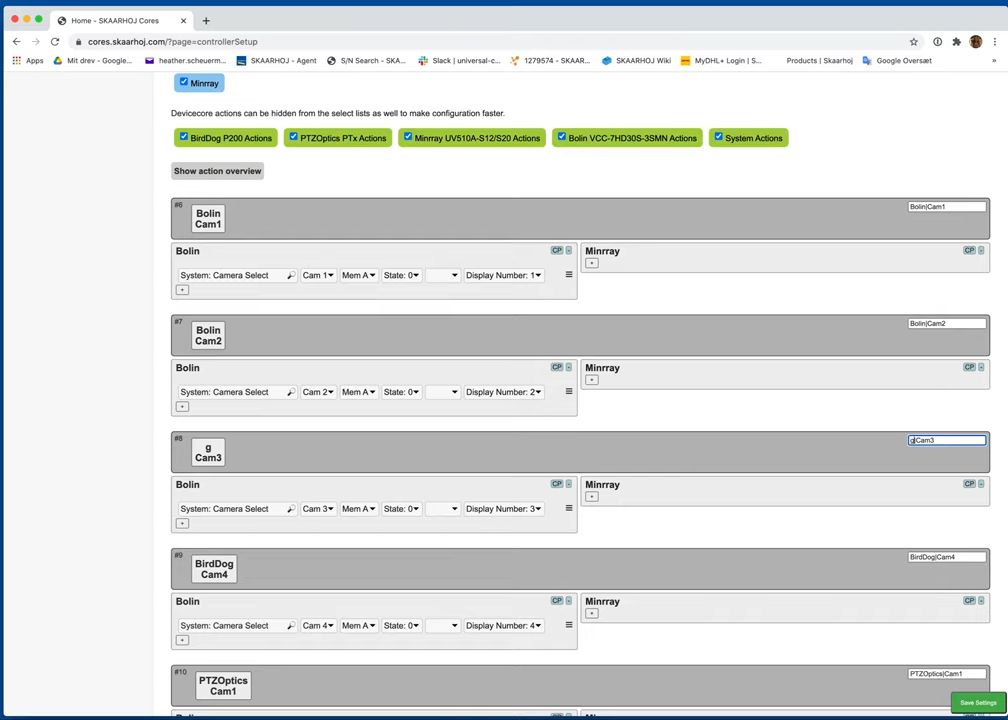 Home - SKAARHOJ Cores
cores.skaarhoj.com/?page=controllerSetup
Apps Mit drev - Google... heather.scheuerm... SKAARHOJ - Agent S/N Search - SKA... Slack | universal-c... 1279574 - SKAAR... SKAARHOJ Wiki MyDHL+ Login | S... Products | Skaarhoj Google Oversæt »
Minrray
Devicecore actions can be hidden from the select lists as well to make configuration faster.
BirdDog P200 Actions PTZOptics PTx Actions Minrray UV510A-S12/S20 Actions Bolin VCC-7HD30S-3SMN Actions System Actions
Show action overview
#6
Bolin
Cam1
Bolin|Cam1
Bolin CP - Minrray CP -
System: Camera Select Cam 1 Mem A State: 0 Display Number: 1
+ +
#7
Bolin
Cam2
Bolin|Cam2
Bolin CP - Minrray CP -
System: Camera Select Cam 2 Mem A State: 0 Display Number: 2
+ +
#8
g
Cam3
g|Cam3
Bolin CP - Minrray CP -
System: Camera Select Cam 3 Mem A State: 0 Display Number: 3
+ +
#9
BirdDog
Cam4
BirdDog|Cam4
Bolin CP - Minrray CP -
System: Camera Select Cam 4 Mem A State: 0 Display Number: 4
+ +
#10
PTZOptics
Cam1
PTZOptics|Cam1
Save Settings